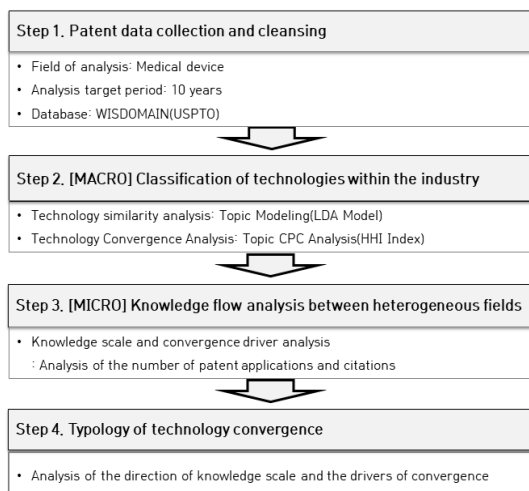 Step 1. Patent data collection and cleansing
• Field of analysis: Medical device
• Analysis target period: 10 years
• Database: WISDOMAIN(USPTO)
Step 2. [MACRO] Classification of technologies within the industry
• Technology similarity analysis: Topic Modeling(LDA Model)
• Technology Convergence Analysis: Topic CPC Analysis(HHI Index)
Step 3. [MICRO] Knowledge flow analysis between heterogeneous fields
• Knowledge scale and convergence driver analysis
: Analysis of the number of patent applications and citations
Step 4. Typology of technology convergence
• Analysis of the direction of knowledge scale and the drivers of convergence